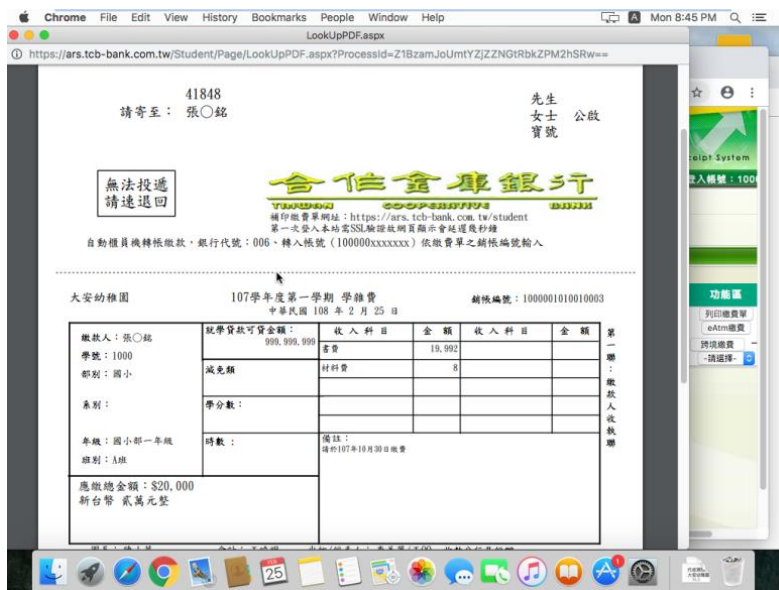 Chrome File Edit View History Bookmarks People Window Help
Mon 8:45 PM
LookUpPDF.aspx
https://ars.tcb-bank.com.tw/Student/Page/LookUpPDF.aspx?ProcessId=Z1BzamJoUmtYZjZZNGtRbkZPM2hSRw==
41848
請寄至： 張○銘
先生
女士 公啟
寶號
無法投遞
請速退回
合作金庫銀行
TAIWAN COOPERATIVE BANK
補印繳費單網址：https://ars.tcb-bank.com.tw/student
第一次登入本站需SSL驗證故網頁顯示會延遲幾秒鐘
自動櫃員機轉帳繳款，銀行代號：006、轉入帳號（100000xxxxxxx）依繳費單之銷帳編號輸入
大安幼稚園
107學年度第一學期 學雜費
中華民國 108 年 2 月 25 日
銷帳編號：1000001010010003
繳款人：張○銘
學號：1000
部別：國小
系別：
年級：國小部一年級
班別：A班
就學貸款可貸金額：
999,999,999
減免額
學分數：
時數：
收入科目 金額 收入科目 金額
書費 19,992
材料費 8
備註：
請於107年10月30日繳費
應繳總金額：$20,000
新台幣 貳萬元整
第一聯：繳款人收執聯
eipt System
登入帳號：1000
功能區
列印繳費單
eAtm繳費
跨境繳費
-請選擇-
FEB
25